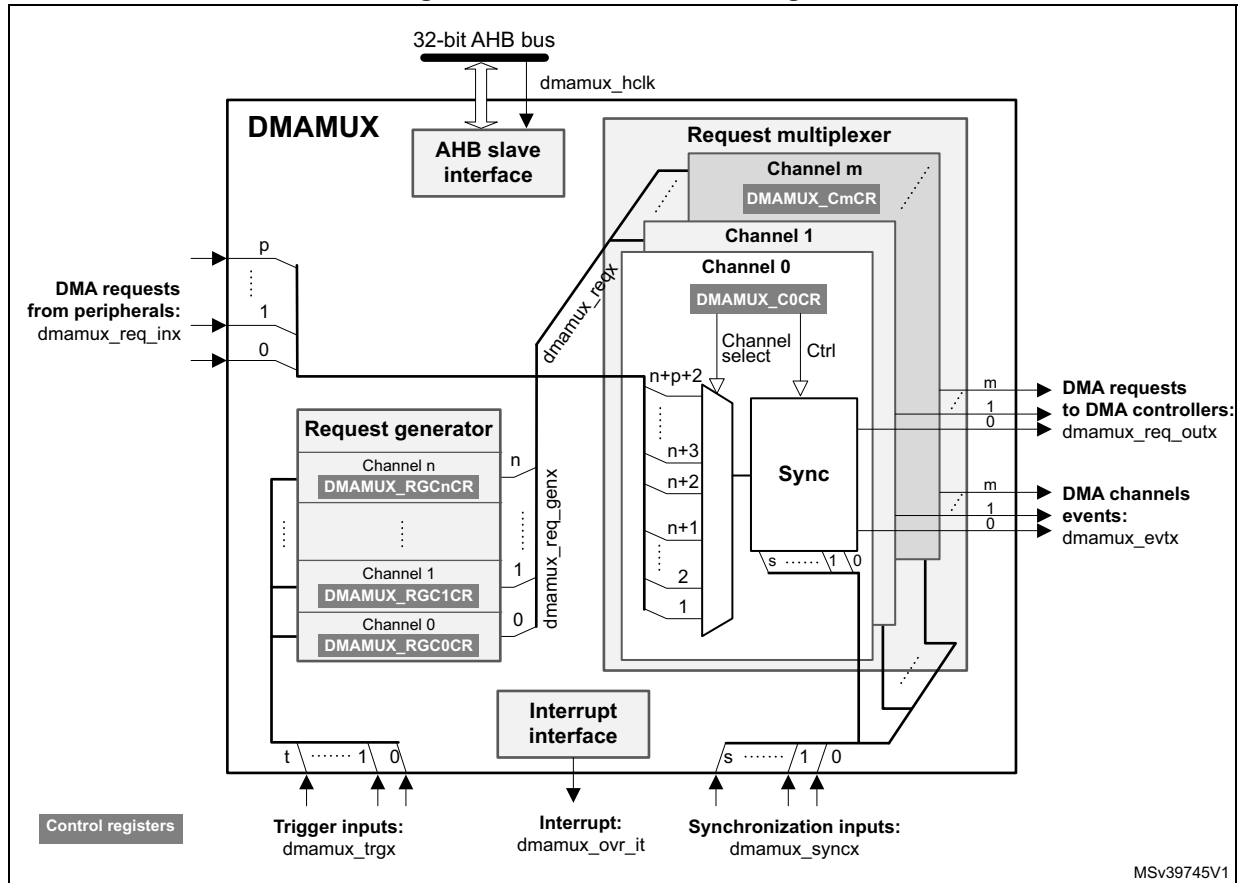 32-bit AHB bus
dmamux_hclk
DMAMUX
AHB slave
interface
Request multiplexer
Channel m
DMAMUX_CmCR
Channel 1
Channel 0
DMAMUX_C0CR
Channel
select
Ctrl
p
1
0
DMA requests
from peripherals:
dmamux_req_inx
dmamux_reqx
n+p+2
n+3
n+2
n+1
2
1
Sync
s ······· 1 0
m
1
0
DMA requests
to DMA controllers:
dmamux_req_outx
m
1
0
DMA channels
events:
dmamux_evtx
Request generator
Channel n
DMAMUX_RGCnCR
Channel 1
DMAMUX_RGC1CR
Channel 0
DMAMUX_RGC0CR
n
1
0
dmamux_req_genx
Interrupt
interface
t ······· 1 0
s ······· 1 0
Control registers
Trigger inputs:
dmamux_trgx
Interrupt:
dmamux_ovr_it
Synchronization inputs:
dmamux_syncx
MSv39745V1